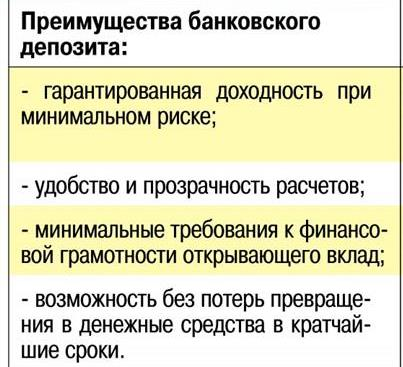 Преимущества банковского
депозита:
- гарантированная доходность при
минимальном риске;
- удобство и прозрачность расчетов;
- минимальные требования к финансо-
вой грамотности открывающего вклад;
- возможность без потерь превраще-
ния в денежные средства в кратчай-
шие сроки.